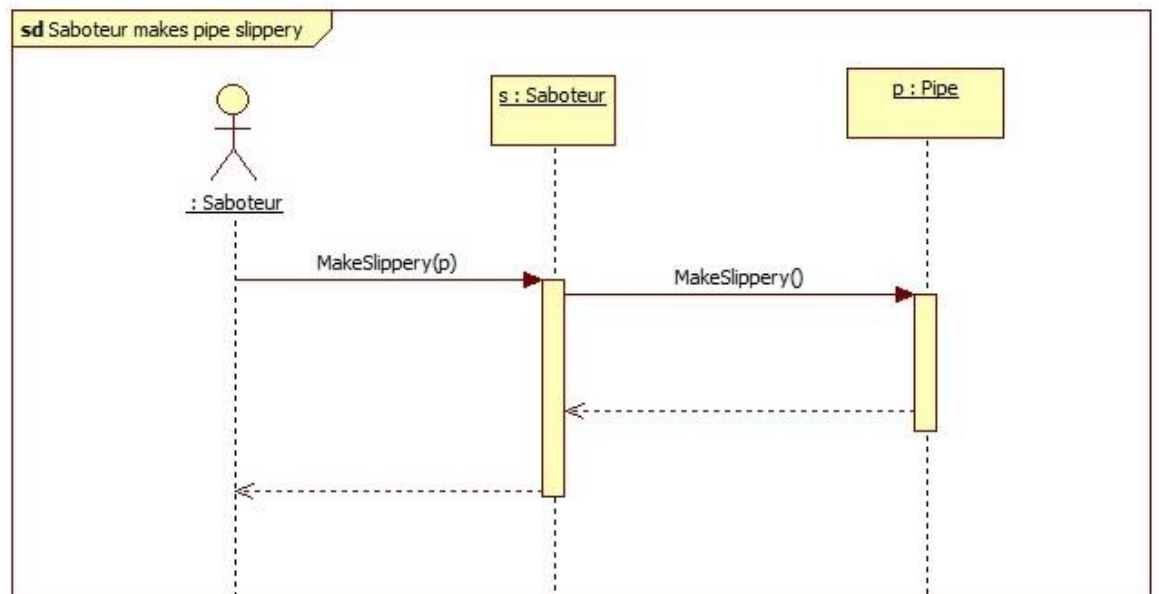 sd Saboteur makes pipe slippery
s : Saboteur
p : Pipe
: Saboteur
MakeSlippery(p)
MakeSlippery()